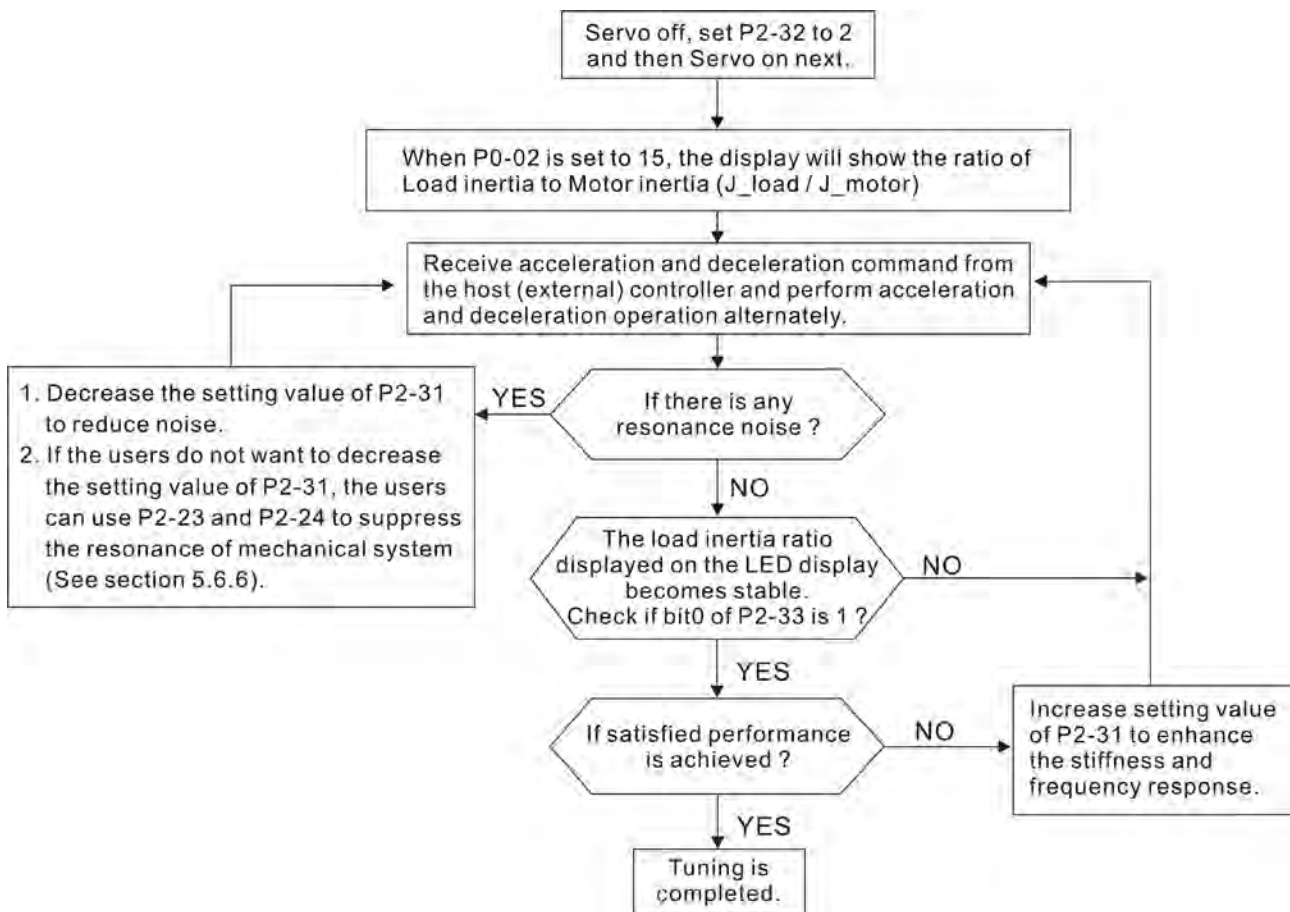 Servo off, set P2-32 to 2
and then Servo on next.
When P0-02 is set to 15, the display will show the ratio of
Load inertia to Motor inertia (J_load / J_motor)
Receive acceleration and deceleration command from
the host (external) controller and perform acceleration
and deceleration operation alternately.
1. Decrease the setting value of P2-31
to reduce noise.
2. If the users do not want to decrease
the setting value of P2-31, the users
can use P2-23 and P2-24 to suppress
the resonance of mechanical system
(See section 5.6.6).
YES
If there is any
resonance noise ?
NO
The load inertia ratio
displayed on the LED display
becomes stable.
Check if bit0 of P2-33 is 1 ?
NO
YES
If satisfied performance
is achieved ?
NO
Increase setting value
of P2-31 to enhance
the stiffness and
frequency response.
YES
Tuning is
completed.